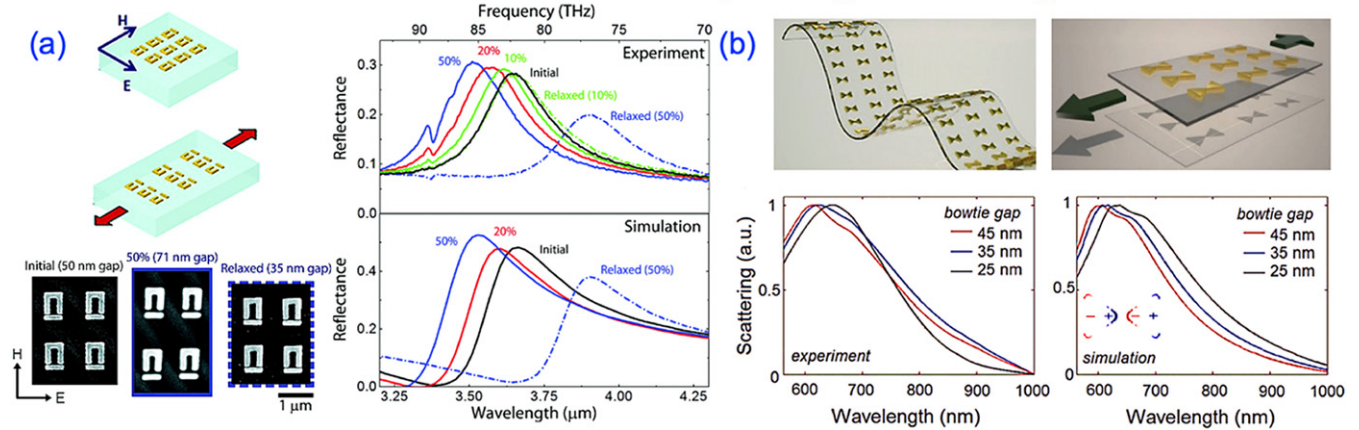 (a)
H
E
Initial (50 nm gap)
50% (71 nm gap)
Relaxed (35 nm gap)
H
E
1 μm
Frequency (THz)
90 85 80 75 70
Experiment
50%
20%
10%
Initial
Relaxed (10%)
Relaxed (50%)
Reflectance
0.3
0.2
0.1
0.0
Simulation
50%
20%
Initial
Relaxed (50%)
Reflectance
0.4
0.2
0.0
3.25 3.50 3.75 4.00 4.25
Wavelength (μm)
(b)
Scattering (a.u.)
1
0.5
0
bowtie gap
45 nm
35 nm
25 nm
experiment
600 700 800 900 1000
Wavelength (nm)
1
0.5
0
bowtie gap
45 nm
35 nm
25 nm
simulation
600 700 800 900 1000
Wavelength (nm)